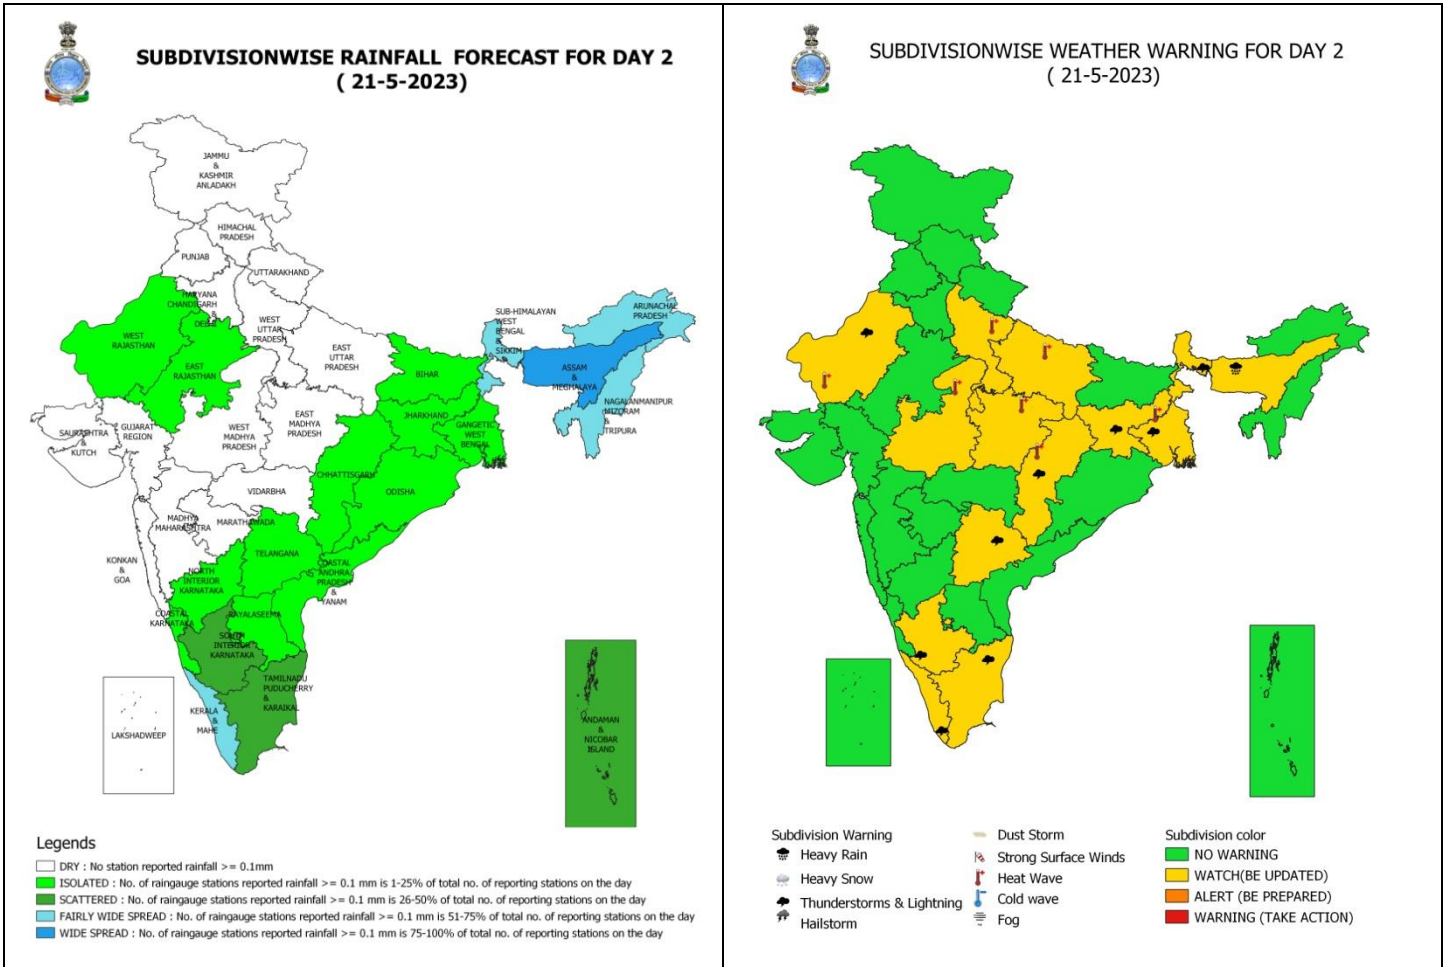 SUBDIVISIONWISE RAINFALL FORECAST FOR DAY 2
( 21-5-2023)
JAMMU
&
KASHMIR
ANLADAKH
HIMACHAL
PRADESH
PUNJAB
UTTARAKHAND
HARYANA
CHANDIGARH
&
DELHI
WEST
UTTAR
PRADESH
EAST
UTTAR
PRADESH
WEST
RAJASTHAN
EAST
RAJASTHAN
SUB-HIMALAYAN
WEST
BENGAL
&
SIKKIM
ARUNACHAL
PRADESH
ASSAM
&
MEGHALAYA
NAGALANMANIPUR
MIZORAM
&
TRIPURA
BIHAR
JHARKHAND
GANGETIC
WEST
BENGAL
SAURASHTRA
&
KUTCH
GUJARAT
REGION
WEST
MADHYA
PRADESH
EAST
MADHYA
PRADESH
CHHATTISGARH
ODISHA
VIDARBHA
MADHYA
MAHARASHTRA
MARATHAWADA
KONKAN
&
GOA
TELANGANA
NORTH
INTERIOR
KARNATAKA
COASTAL
ANDHRA
PRADESH
&
YANAM
COASTAL
KARNATAKA
RAYALASEEMA
SOUTH
INTERIOR
KARNATAKA
TAMILNADU
PUDUCHERRY
&
KARAIKAL
KERALA
&
MAHE
LAKSHADWEEP
ANDAMAN
&
NICOBAR
ISLAND
Legends
DRY : No station reported rainfall >= 0.1mm
ISOLATED : No. of raingauge stations reported rainfall >= 0.1 mm is 1-25% of total no. of reporting stations on the day
SCATTERED : No. of raingauge stations reported rainfall >= 0.1 mm is 26-50% of total no. of reporting stations on the day
FAIRLY WIDE SPREAD : No. of raingauge stations reported rainfall >= 0.1 mm is 51-75% of total no. of reporting stations on the day
WIDE SPREAD : No. of raingauge stations reported rainfall >= 0.1 mm is 75-100% of total no. of reporting stations on the day
SUBDIVISIONWISE WEATHER WARNING FOR DAY 2
( 21-5-2023)
Subdivision Warning
Heavy Rain
Heavy Snow
Thunderstorms & Lightning
Hailstorm
Dust Storm
Strong Surface Winds
Heat Wave
Cold wave
Fog
Subdivision color
NO WARNING
WATCH(BE UPDATED)
ALERT (BE PREPARED)
WARNING (TAKE ACTION)